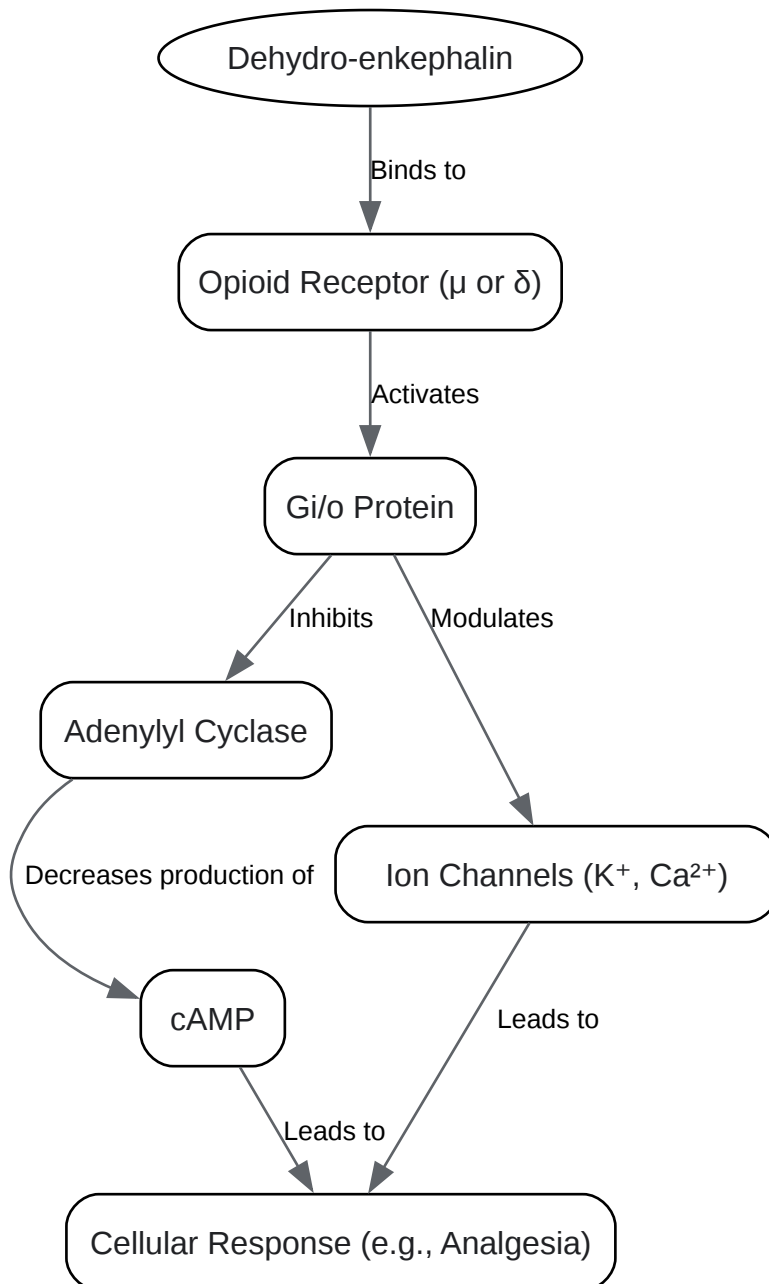 Dehydro-enkephalin
Binds to
Opioid Receptor (μ or δ)
Activates
Gi/o Protein
Inhibits
Modulates
Adenylyl Cyclase
Decreases production of
Ion Channels (K⁺, Ca²⁺)
cAMP
Leads to
Leads to
Cellular Response (e.g., Analgesia)